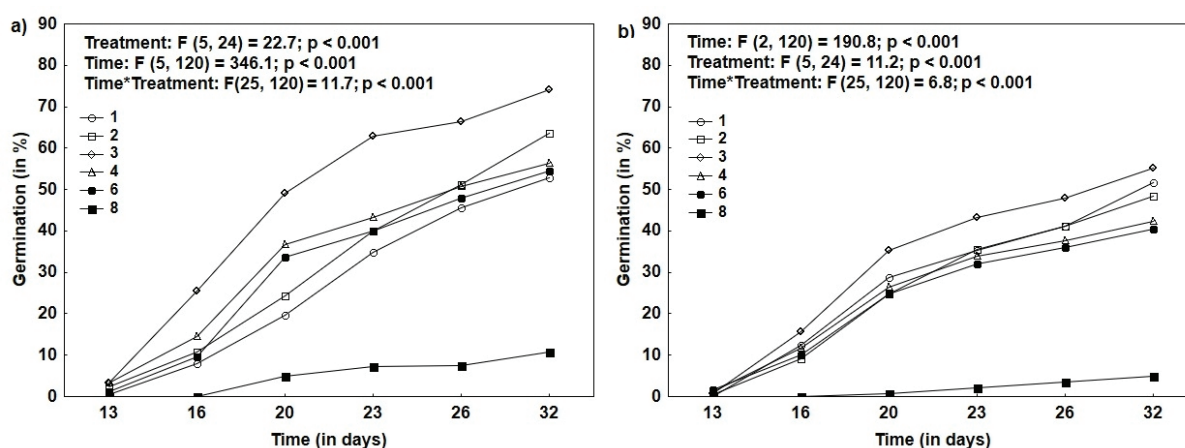 a)
Treatment: F (5, 24) = 22.7; p < 0.001
Time: F (5, 120) = 346.1; p < 0.001
Time*Treatment: F(25, 120) = 11.7; p < 0.001
1
2
3
4
6
8
Germination (in %)
90
80
70
60
50
40
30
20
10
0
13 16 20 23 26 32
Time (in days)
b)
Time: F (2, 120) = 190.8; p < 0.001
Treatment: F (5, 24) = 11.2; p < 0.001
Time*Treatment: F (25, 120) = 6.8; p < 0.001
1
2
3
4
6
8
Germination (in %)
90
80
70
60
50
40
30
20
10
0
13 16 20 23 26 32
Time (in days)